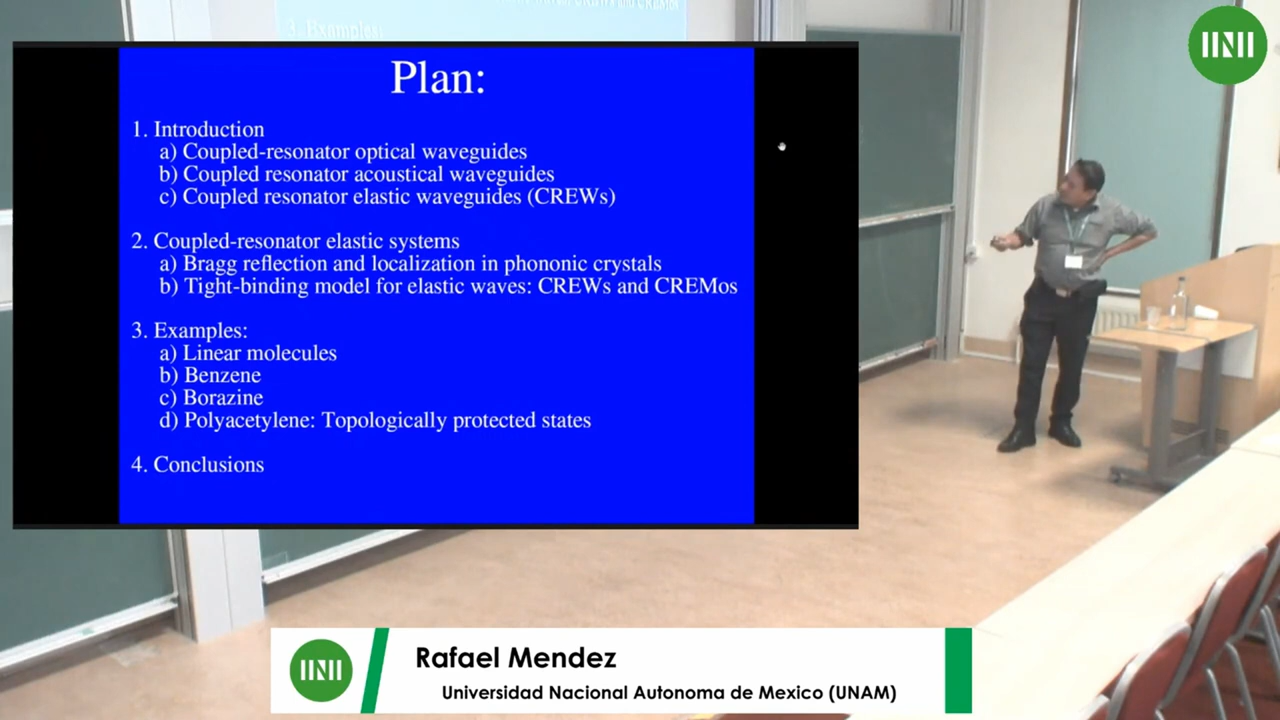 Plan:
1. Introduction
a) Coupled-resonator optical waveguides
b) Coupled resonator acoustical waveguides
c) Coupled resonator elastic waveguides (CREWs)
2. Coupled-resonator elastic systems
a) Bragg reflection and localization in phononic crystals
b) Tight-binding model for elastic waves: CREWs and CREMos
3. Examples:
a) Linear molecules
b) Benzene
c) Borazine
d) Polyacetylene: Topologically protected states
4. Conclusions
3. Examples:
Rafael Mendez
Universidad Nacional Autonoma de Mexico (UNAM)